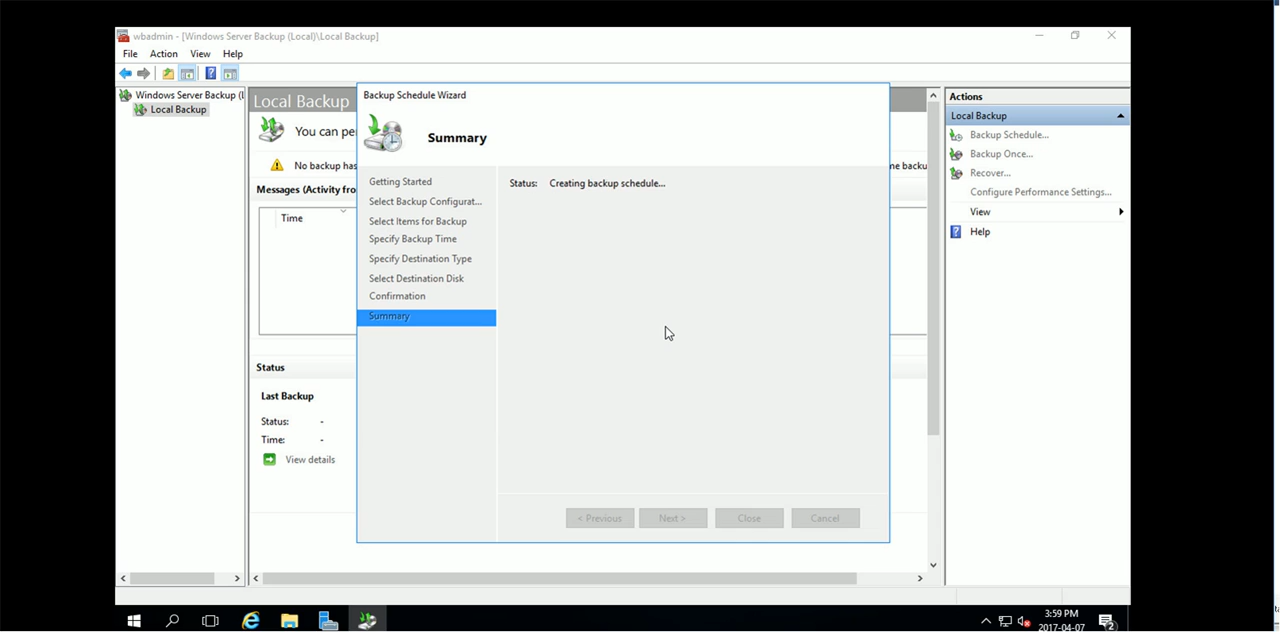 wbadmin - [Windows Server Backup (Local)\Local Backup]
File Action View Help
Windows Server Backup (L
Local Backup
Local Backup
You can pe
No backup has
ne backu
Messages (Activity fro
Time
Status
Last Backup
Status: -
Time: -
View details
Backup Schedule Wizard
Summary
Getting Started
Select Backup Configurat...
Select Items for Backup
Specify Backup Time
Specify Destination Type
Select Destination Disk
Confirmation
Summary
Status: Creating backup schedule...
< Previous Next > Close Cancel
Actions
Local Backup
Backup Schedule...
Backup Once...
Recover...
Configure Performance Settings...
View
Help
3:59 PM
2017-04-07
2